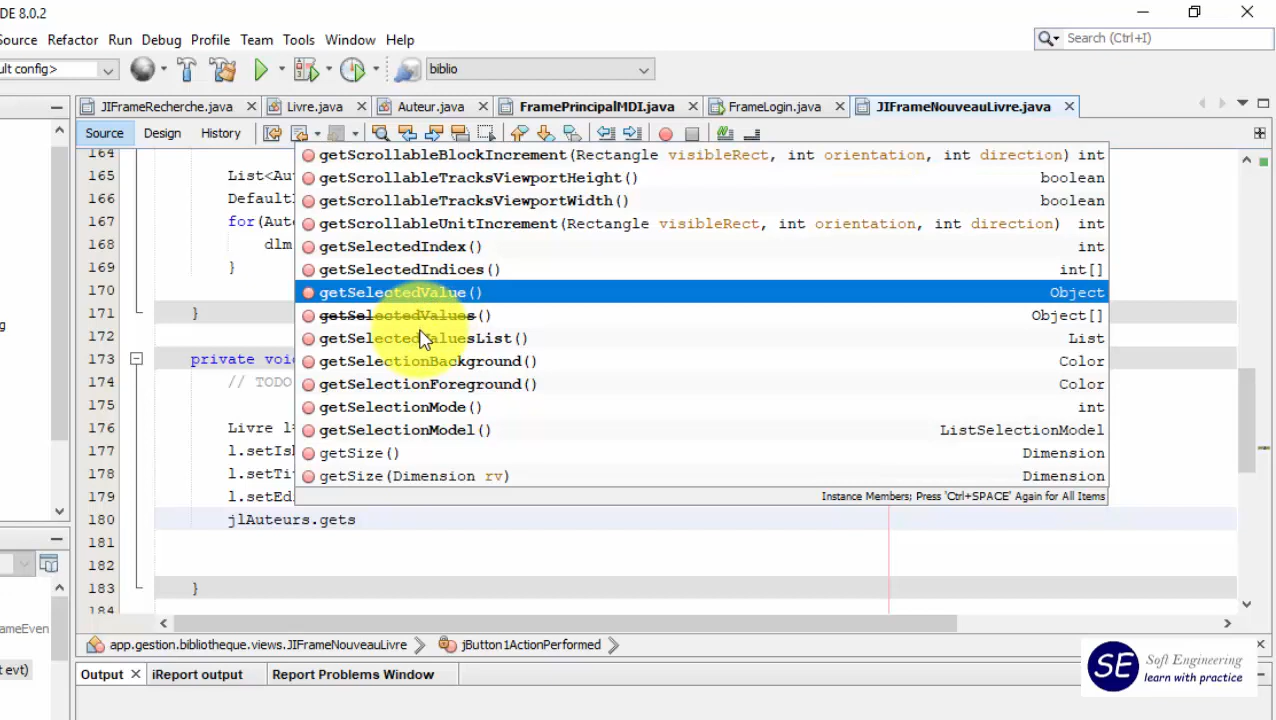 DE 8.0.2
Source Refactor Run Debug Profile Team Tools Window Help
Search (Ctrl+I)
ult config> biblio
JIFrameRecherche.java Livre.java Auteur.java FramePrincipalMDI.java FrameLogin.java JIFrameNouveauLivre.java
Source Design History
164 getScrollableBlockIncrement(Rectangle visibleRect, int orientation, int direction) int
165 List<Au getScrollableTracksViewportHeight() boolean
166 Default getScrollableTracksViewportWidth() boolean
167 for(Aut getScrollableUnitIncrement(Rectangle visibleRect, int orientation, int direction) int
168 dlm getSelectedIndex() int
169 } getSelectedIndices() int[]
170 getSelectedValue() Object
171 } getSelectedValues() Object[]
172 getSelectedValuesList() List
173 private void getSelectionBackground() Color
174 // TODO getSelectionForeground() Color
175 getSelectionMode() int
176 Livre l= getSelectionModel() ListSelectionModel
177 l.setIs getSize() Dimension
178 l.setTi getSize(Dimension rv) Dimension
179 l.setEd Instance Members; Press 'Ctrl+SPACE' Again for All Items
180 jlAuteurs.gets
181
182
183 }
184
g
ameEven
t evt)
app.gestion.bibliotheque.views.JIFrameNouveauLivre jButton1ActionPerformed
Output iReport output Report Problems Window
SE Soft Engineering
learn with practice